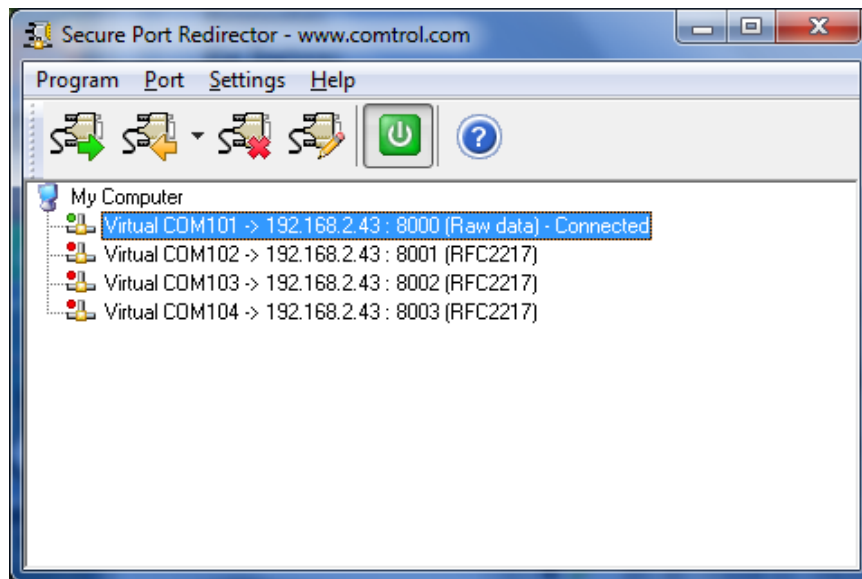 Secure Port Redirector - www.comtrol.com
Program Port Settings Help
My Computer
Virtual COM101 -> 192.168.2.43 : 8000 (Raw data) - Connected
Virtual COM102 -> 192.168.2.43 : 8001 (RFC2217)
Virtual COM103 -> 192.168.2.43 : 8002 (RFC2217)
Virtual COM104 -> 192.168.2.43 : 8003 (RFC2217)